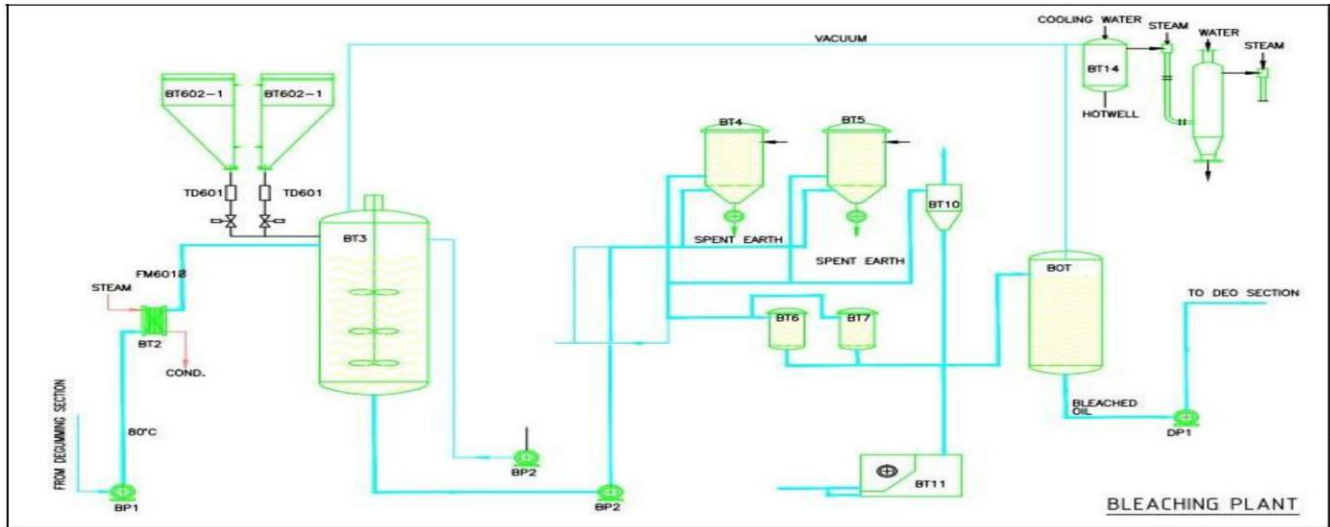 COOLING WATER
STEAM
WATER
STEAM
VACUUM
BT14
HOTWELL
BT602-1
BT602-1
BT4
BT5
TD601
TD601
BT10
BT3
SPENT EARTH
SPENT EARTH
BOT
FM6010
STEAM
TO DEO SECTION
BT6
BT7
BT2
COND.
FROM DEGUMMING SECTION
80°C
BLEACHED
OIL
DP1
BP2
BT11
BP1
BP2
BLEACHING PLANT